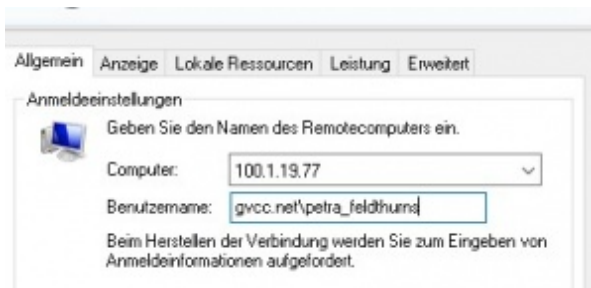 Allgemein Anzeige Lokale Ressourcen Leistung Erweitert
Anmeldeeinstellungen
Geben Sie den Namen des Remotecomputers ein.
Computer: 100.1.19.77
Benutzername: gvcc.net\petra_feldthurns
Beim Herstellen der Verbindung werden Sie zum Eingeben von
Anmeldeinformationen aufgefordert.